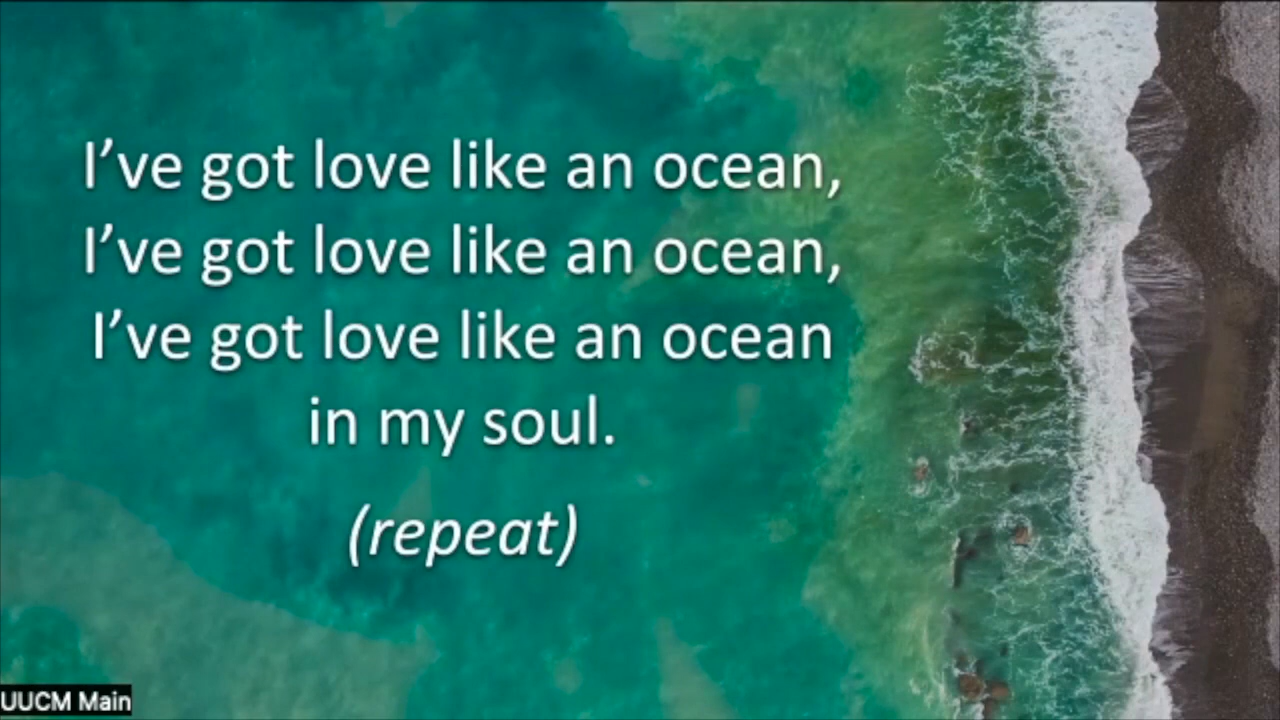 I've got love like an ocean,
I've got love like an ocean,
I've got love like an ocean
in my soul.
(repeat)
UUCM Main